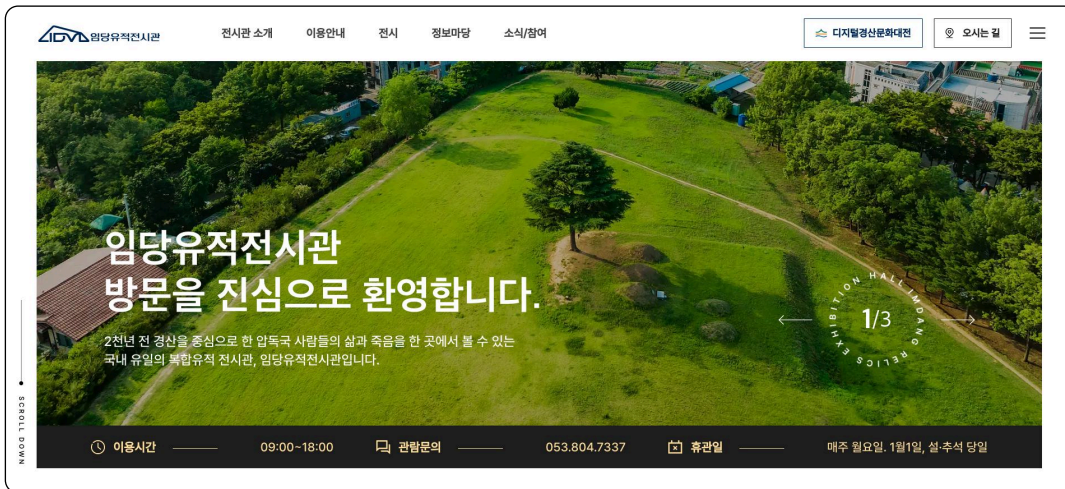 IDVL 임당유적전시관
전시관 소개
이용안내
전시
정보마당
소식/참여
디지털경산문화대전
오시는 길
임당유적전시관
방문을 진심으로 환영합니다.
2천년 전 경산을 중심으로 한 압독국 사람들의 삶과 죽음을 한 곳에서 볼 수 있는
국내 유일의 복합유적 전시관, 임당유적전시관입니다.
EXHIBITION HALL IMDANG RELICS
1/3
SCROLL DOWN
이용시간 09:00~18:00
관람문의 053.804.7337
휴관일 매주 월요일. 1월1일, 설·추석 당일